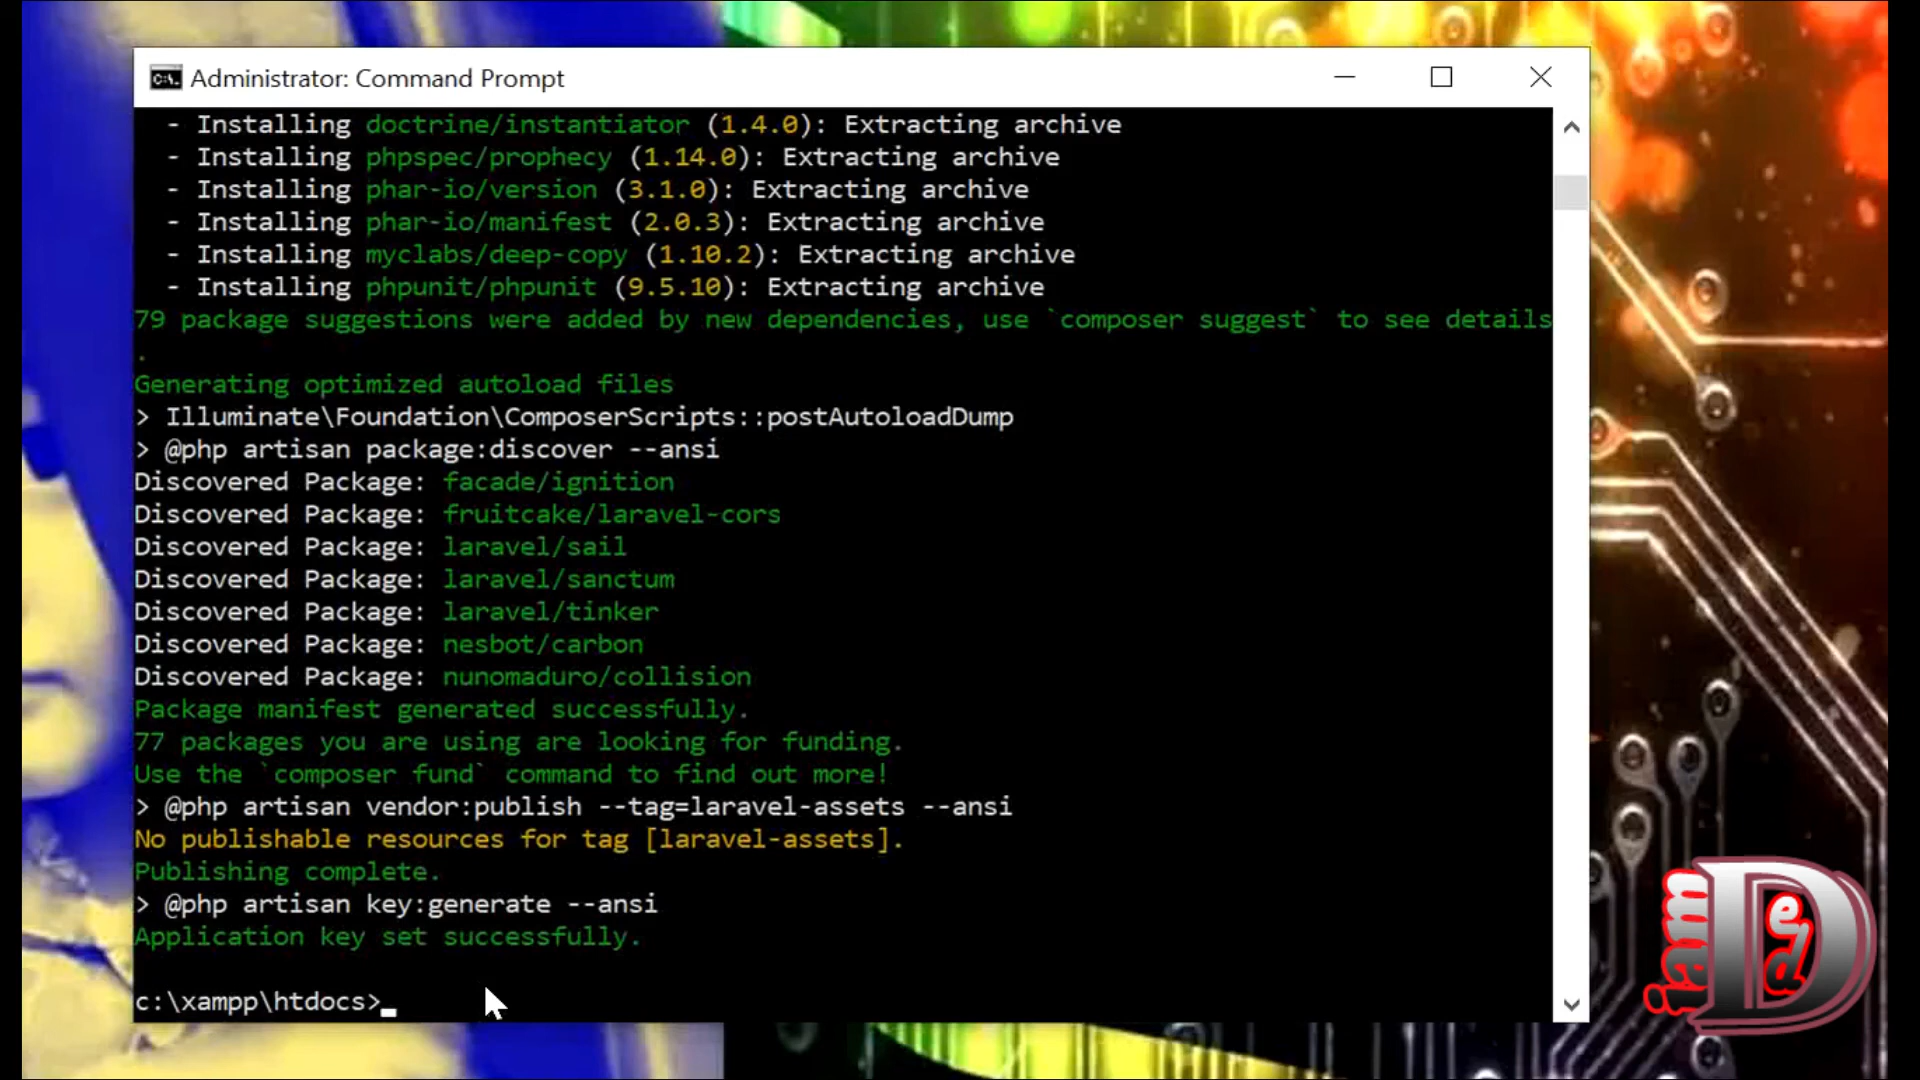 Administrator: Command Prompt
- Installing doctrine/instantiator (1.4.0): Extracting archive
- Installing phpspec/prophecy (1.14.0): Extracting archive
- Installing phar-io/version (3.1.0): Extracting archive
- Installing phar-io/manifest (2.0.3): Extracting archive
- Installing myclabs/deep-copy (1.10.2): Extracting archive
- Installing phpunit/phpunit (9.5.10): Extracting archive
79 package suggestions were added by new dependencies, use `composer suggest` to see details
.
Generating optimized autoload files
> Illuminate\Foundation\ComposerScripts::postAutoloadDump
> @php artisan package:discover --ansi
Discovered Package: facade/ignition
Discovered Package: fruitcake/laravel-cors
Discovered Package: laravel/sail
Discovered Package: laravel/sanctum
Discovered Package: laravel/tinker
Discovered Package: nesbot/carbon
Discovered Package: nunomaduro/collision
Package manifest generated successfully.
77 packages you are using are looking for funding.
Use the `composer fund` command to find out more!
> @php artisan vendor:publish --tag=laravel-assets --ansi
No publishable resources for tag [laravel-assets].
Publishing complete.
> @php artisan key:generate --ansi
Application key set successfully.
c:\xampp\htdocs>
iam
D
ed